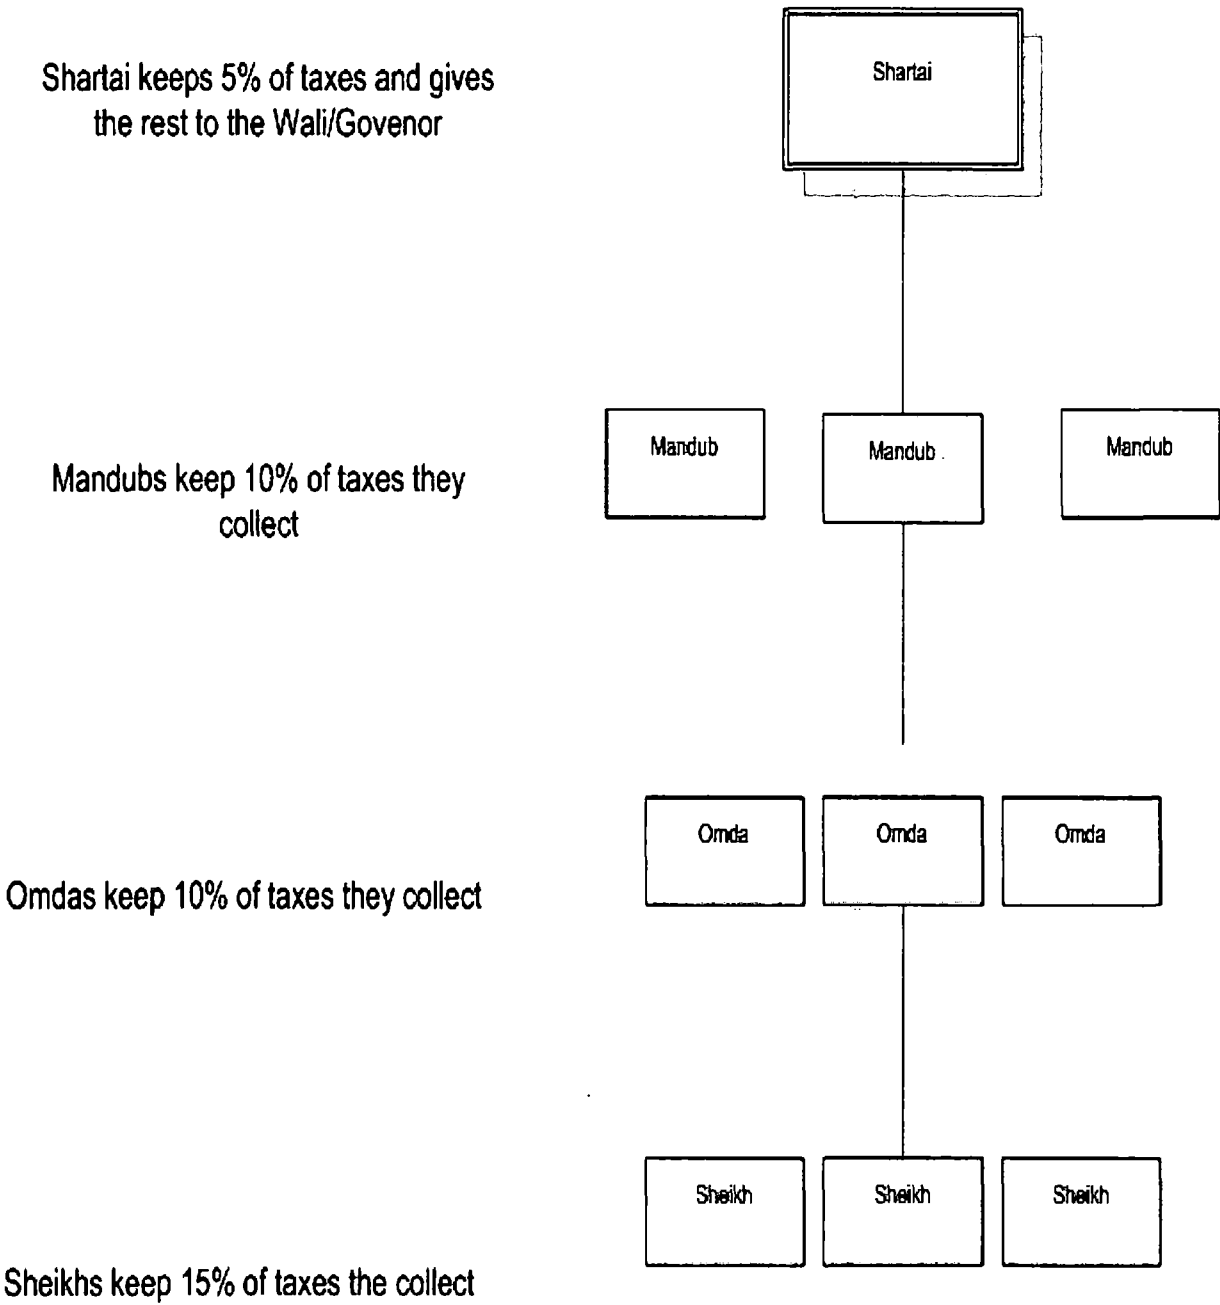 Shartai keeps 5% of taxes and gives
the rest to the Wali/Govenor
Shartai
Mandubs keep 10% of taxes they
collect
Mandub
Mandub
Mandub
Omdas keep 10% of taxes they collect
Omda
Omda
Omda
Sheikhs keep 15% of taxes the collect
Sheikh
Sheikh
Sheikh